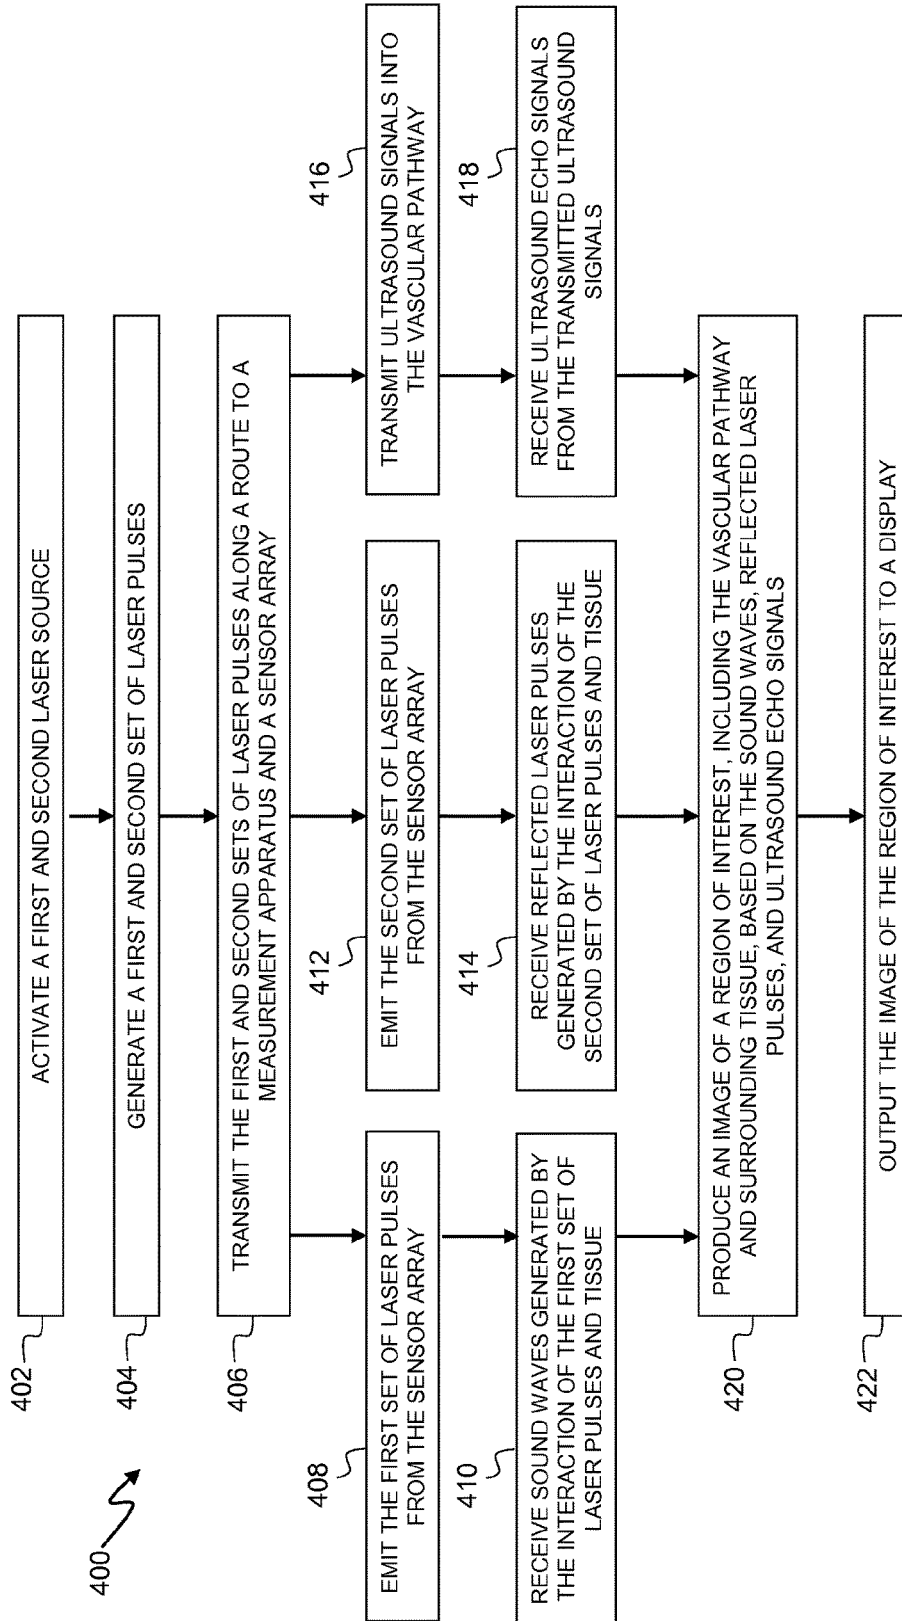 400
402
ACTIVATE A FIRST AND SECOND LASER SOURCE
404
GENERATE A FIRST AND SECOND SET OF LASER PULSES
406
TRANSMIT THE FIRST AND SECOND SETS OF LASER PULSES ALONG A ROUTE TO A
MEASUREMENT APPARATUS AND A SENSOR ARRAY
408
EMIT THE FIRST SET OF LASER PULSES
FROM THE SENSOR ARRAY
412
EMIT THE SECOND SET OF LASER PULSES
FROM THE SENSOR ARRAY
416
TRANSMIT ULTRASOUND SIGNALS INTO
THE VASCULAR PATHWAY
410
RECEIVE SOUND WAVES GENERATED BY
THE INTERACTION OF THE FIRST SET OF
LASER PULSES AND TISSUE
414
RECEIVE REFLECTED LASER PULSES
GENERATED BY THE INTERACTION OF THE
SECOND SET OF LASER PULSES AND TISSUE
418
RECEIVE ULTRASOUND ECHO SIGNALS
FROM THE TRANSMITTED ULTRASOUND
SIGNALS
420
PRODUCE AN IMAGE OF A REGION OF INTEREST, INCLUDING THE VASCULAR PATHWAY
AND SURROUNDING TISSUE, BASED ON THE SOUND WAVES, REFLECTED LASER
PULSES, AND ULTRASOUND ECHO SIGNALS
422
OUTPUT THE IMAGE OF THE REGION OF INTEREST TO A DISPLAY